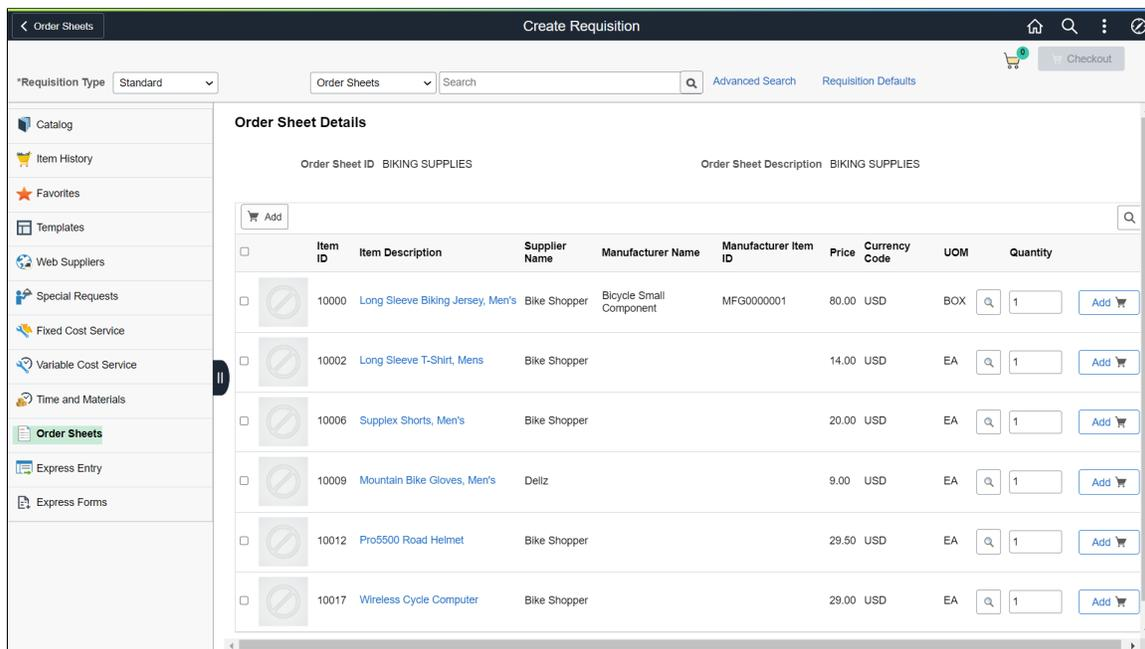 Order Sheets
Create Requisition
0
Checkout
*Requisition Type Standard Order Sheets Search Advanced Search Requisition Defaults
Catalog
Item History
Favorites
Templates
Web Suppliers
Special Requests
Fixed Cost Service
Variable Cost Service
Time and Materials
Order Sheets
Express Entry
Express Forms
Order Sheet Details
Order Sheet ID BIKING SUPPLIES Order Sheet Description BIKING SUPPLIES
Add
Item ID Item Description Supplier Name Manufacturer Name Manufacturer Item ID Price Currency Code UOM Quantity
10000 Long Sleeve Biking Jersey, Men's Bike Shopper Bicycle Small Component MFG0000001 80.00 USD BOX 1 Add
10002 Long Sleeve T-Shirt, Mens Bike Shopper 14.00 USD EA 1 Add
10006 Supplex Shorts, Men's Bike Shopper 20.00 USD EA 1 Add
10009 Mountain Bike Gloves, Men's Dellz 9.00 USD EA 1 Add
10012 Pro5500 Road Helmet Bike Shopper 29.50 USD EA 1 Add
10017 Wireless Cycle Computer Bike Shopper 29.00 USD EA 1 Add